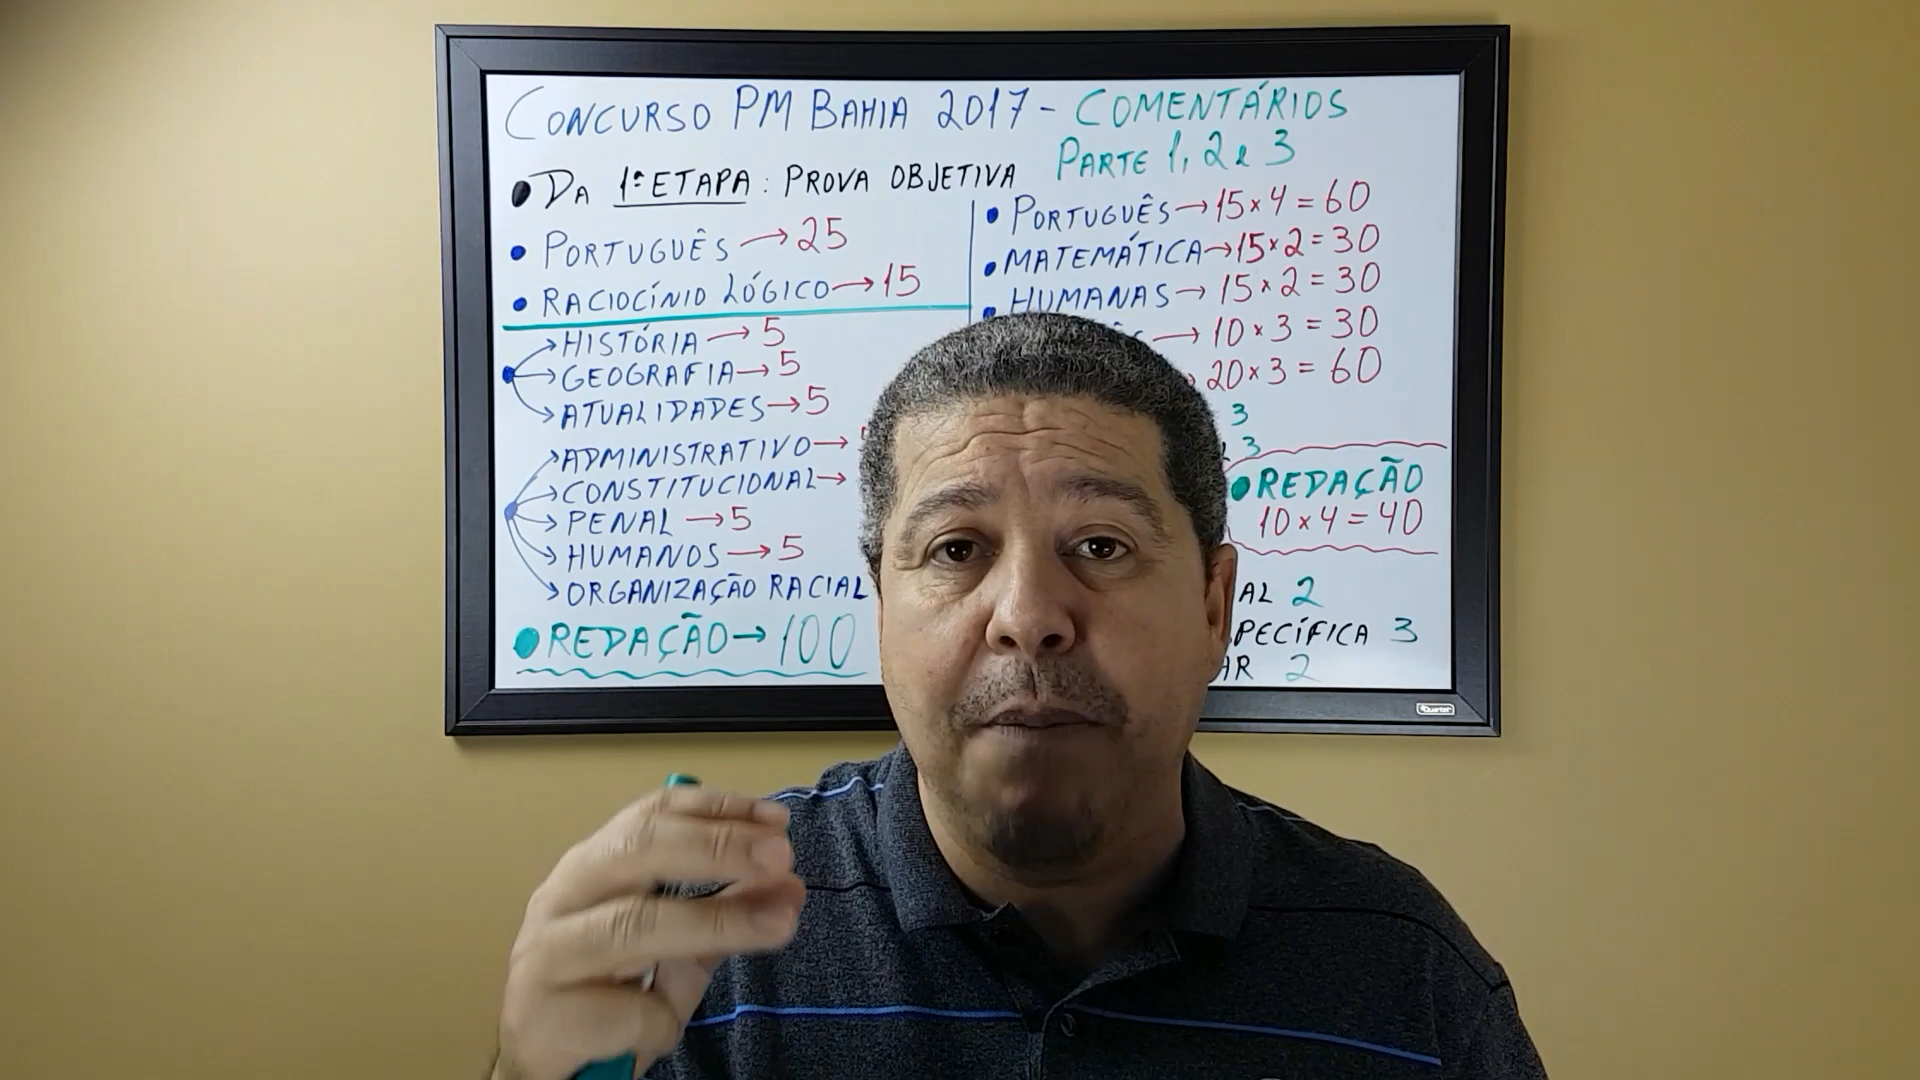 CONCURSO PM BAHIA 2017 - COMENTÁRIOS
PARTE 1, 2 e 3
DA 1ª ETAPA: PROVA OBJETIVA
PORTUGUÊS → 25
RACIOCÍNIO LÓGICO → 15
HISTÓRIA → 5
GEOGRAFIA → 5
ATUALIDADES → 5
ADMINISTRATIVO →
CONSTITUCIONAL →
PENAL → 5
HUMANOS → 5
ORGANIZAÇÃO RACIAL
REDAÇÃO → 100
PORTUGUÊS → 15 x 4 = 60
MATEMÁTICA → 15 x 2 = 30
HUMANAS → 15 x 2 = 30
→ 10 x 3 = 30
20 x 3 = 60
3
3
REDAÇÃO
10 x 4 = 40
AL 2
PECÍFICA 3
AR 2
Quartet